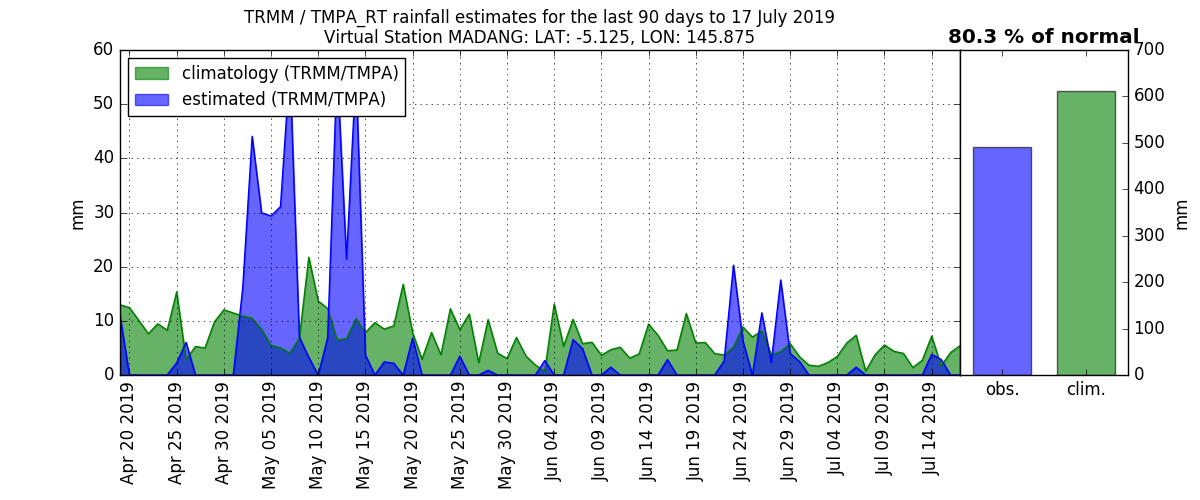 TRMM / TMPA_RT rainfall estimates for the last 90 days to 17 July 2019
Virtual Station MADANG: LAT: -5.125, LON: 145.875
80.3 % of normal
climatology (TRMM/TMPA)
estimated (TRMM/TMPA)
60
50
40
30
20
10
0
mm
700
600
500
400
300
200
100
0
mm
Apr 20 2019
Apr 25 2019
Apr 30 2019
May 05 2019
May 10 2019
May 15 2019
May 20 2019
May 25 2019
May 30 2019
Jun 04 2019
Jun 09 2019
Jun 14 2019
Jun 19 2019
Jun 24 2019
Jun 29 2019
Jul 04 2019
Jul 09 2019
Jul 14 2019
obs.
clim.